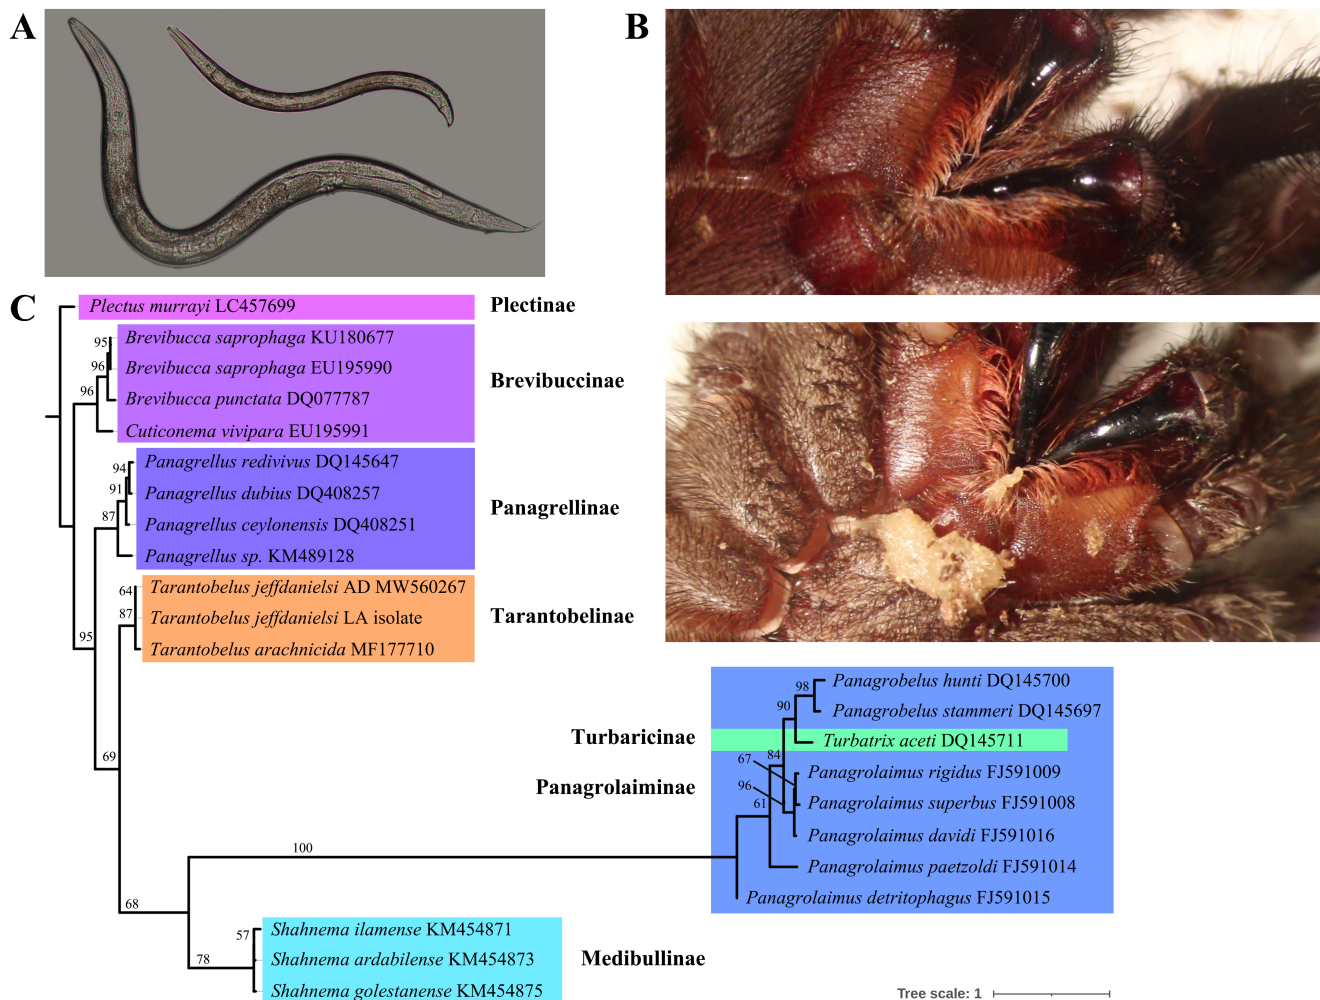 A
B
C
Plectus murrayi LC457699
Plectinae
95
Brevibucca saprophaga KU180677
96
Brevibucca saprophaga EU195990
Brevibuccinae
96
Brevibucca punctata DQ077787
Cuticonema vivipara EU195991
94
Panagrellus redivivus DQ145647
91
Panagrellus dubius DQ408257
Panagrellinae
87
Panagrellus ceylonensis DQ408251
Panagrellus sp. KM489128
64
Tarantobelus jeffdanielsi AD MW560267
87
Tarantobelus jeffdanielsi LA isolate
Tarantobelinae
95
Tarantobelus arachnicida MF177710
98
Panagrobelus hunti DQ145700
90
Panagrobelus stammeri DQ145697
Turbaricinae
Turbatrix aceti DQ145711
84
67
69
Panagrolaimus rigidus FJ591009
Panagrolaiminae
96
61
Panagrolaimus superbus FJ591008
Panagrolaimus davidi FJ591016
100
Panagrolaimus paetzoldi FJ591014
Panagrolaimus detritophagus FJ591015
68
57
Shahnema ilamense KM454871
78
Shahnema ardabilense KM454873
Medibullinae
Shahnema golestanense KM454875
Tree scale: 1